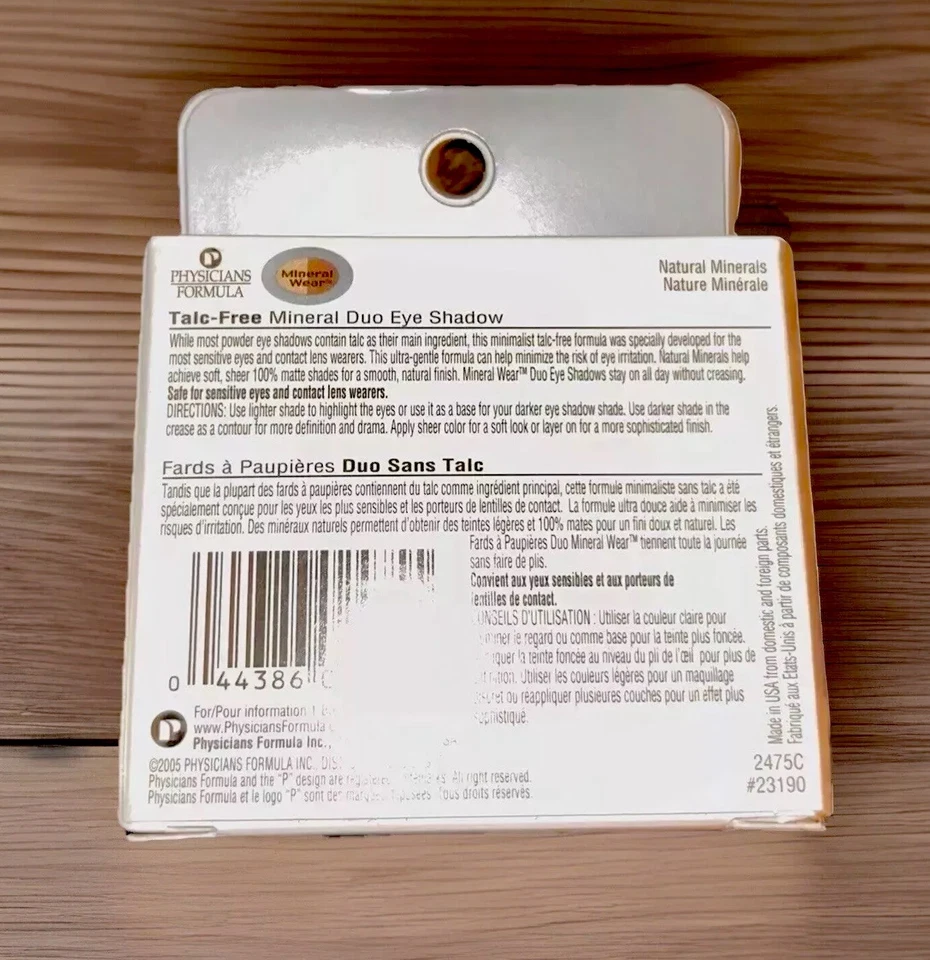 PHYSICIANS
FORMULA
Mineral
Wear™
Natural Minerals
Nature Minérale
Talc-Free Mineral Duo Eye Shadow
While most powder eye shadows contain talc as their main ingredient, this minimalist talc-free formula was specially developed for the
most sensitive eyes and contact lens wearers. This ultra-gentle formula can help minimize the risk of eye irritation. Natural Minerals help
achieve soft, sheer 100% matte shades for a smooth, natural finish. Mineral Wear™ Duo Eye Shadows stay on all day without creasing.
Safe for sensitive eyes and contact lens wearers.
DIRECTIONS: Use lighter shade to highlight the eyes or use it as a base for your darker eye shadow shade. Use darker shade in the
crease as a contour for more definition and drama. Apply sheer color for a soft look or layer on for a more sophisticated finish.
Fards à Paupières Duo Sans Talc
Tandis que la plupart des fards à paupières contiennent du talc comme ingrédient principal, cette formule minimaliste sans talc a été
spécialement conçue pour les yeux les plus sensibles et les porteurs de lentilles de contact. La formule ultra douce aide à minimiser les
risques d'irritation. Des minéraux naturels permettent d'obtenir des teintes légères et 100% mates pour un fini doux et naturel. Les
Fards à Paupières Duo Mineral Wear™ tiennent toute la journée
sans faire de plis.
Convient aux yeux sensibles et aux porteurs de
lentilles de contact.
D'UTILISATION : Utiliser la couleur claire pour
le regard ou comme base pour la teinte plus foncée.
la teinte foncée au niveau du pli de l'œil pour plus de
Utiliser les couleurs légères pour un maquillage
ou réappliquer plusieurs couches pour un effet plus
sophistiqué.
0 44386
For/Pour information
www.PhysiciansFormula
Physicians Formula Inc.,
©2005 PHYSICIANS FORMULA INC.
Physicians Formula and the "P" design are All right reserved.
Physicians Formula et le logo "P" sont Tous droits réservés.
Made in USA from domestic and foreign parts.
Fabriqué aux Etats-Unis à partir de composants domestiques et étrangers.
2475C
#23190